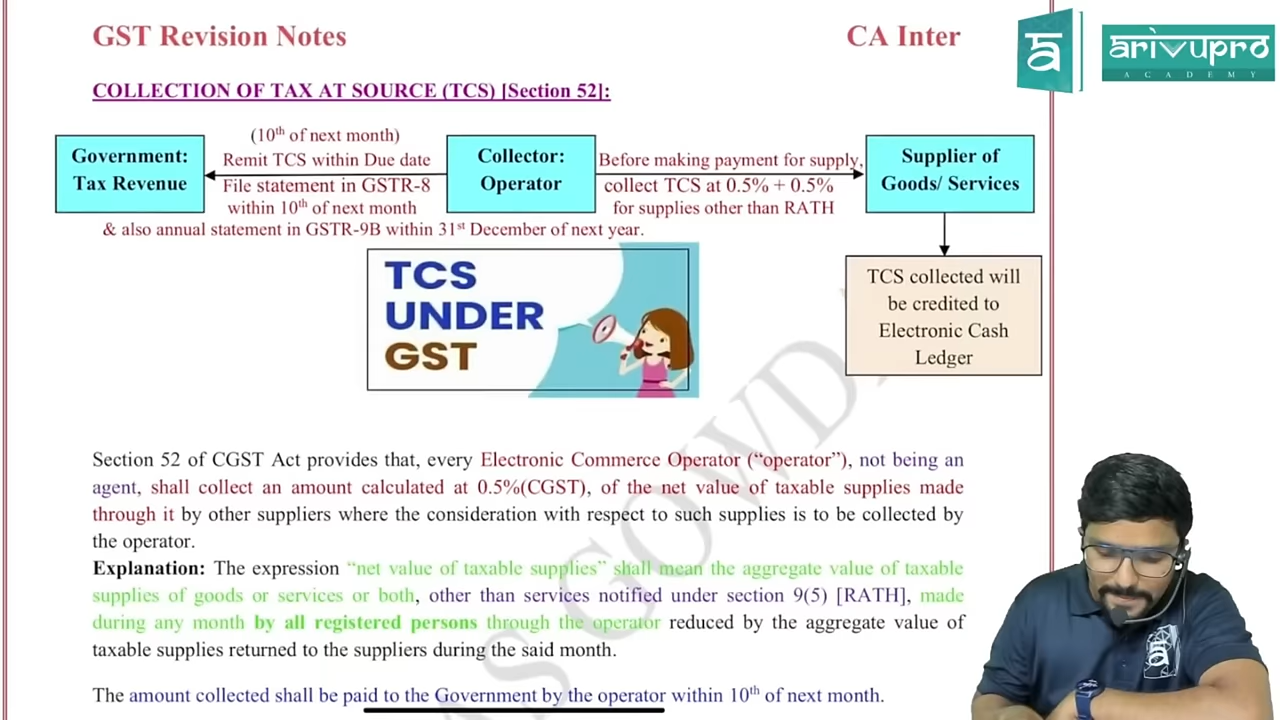 GST Revision Notes
CA Inter
ā
arivupro
ACADEMY
COLLECTION OF TAX AT SOURCE (TCS) [Section 52]:
Government:
Tax Revenue
(10th of next month)
Remit TCS within Due date
File statement in GSTR-8
within 10th of next month
& also annual statement in GSTR-9B within 31st December of next year.
Collector:
Operator
Before making payment for supply,
collect TCS at 0.5% + 0.5%
for supplies other than RATH
Supplier of
Goods/ Services
TCS collected will
be credited to
Electronic Cash
Ledger
TCS
UNDER
GST
Section 52 of CGST Act provides that, every Electronic Commerce Operator (“operator”), not being an
agent, shall collect an amount calculated at 0.5%(CGST), of the net value of taxable supplies made
through it by other suppliers where the consideration with respect to such supplies is to be collected by
the operator.
Explanation: The expression “net value of taxable supplies” shall mean the aggregate value of taxable
supplies of goods or services or both, other than services notified under section 9(5) [RATH], made
during any month by all registered persons through the operator reduced by the aggregate value of
taxable supplies returned to the suppliers during the said month.
The amount collected shall be paid to the Government by the operator within 10th of next month.